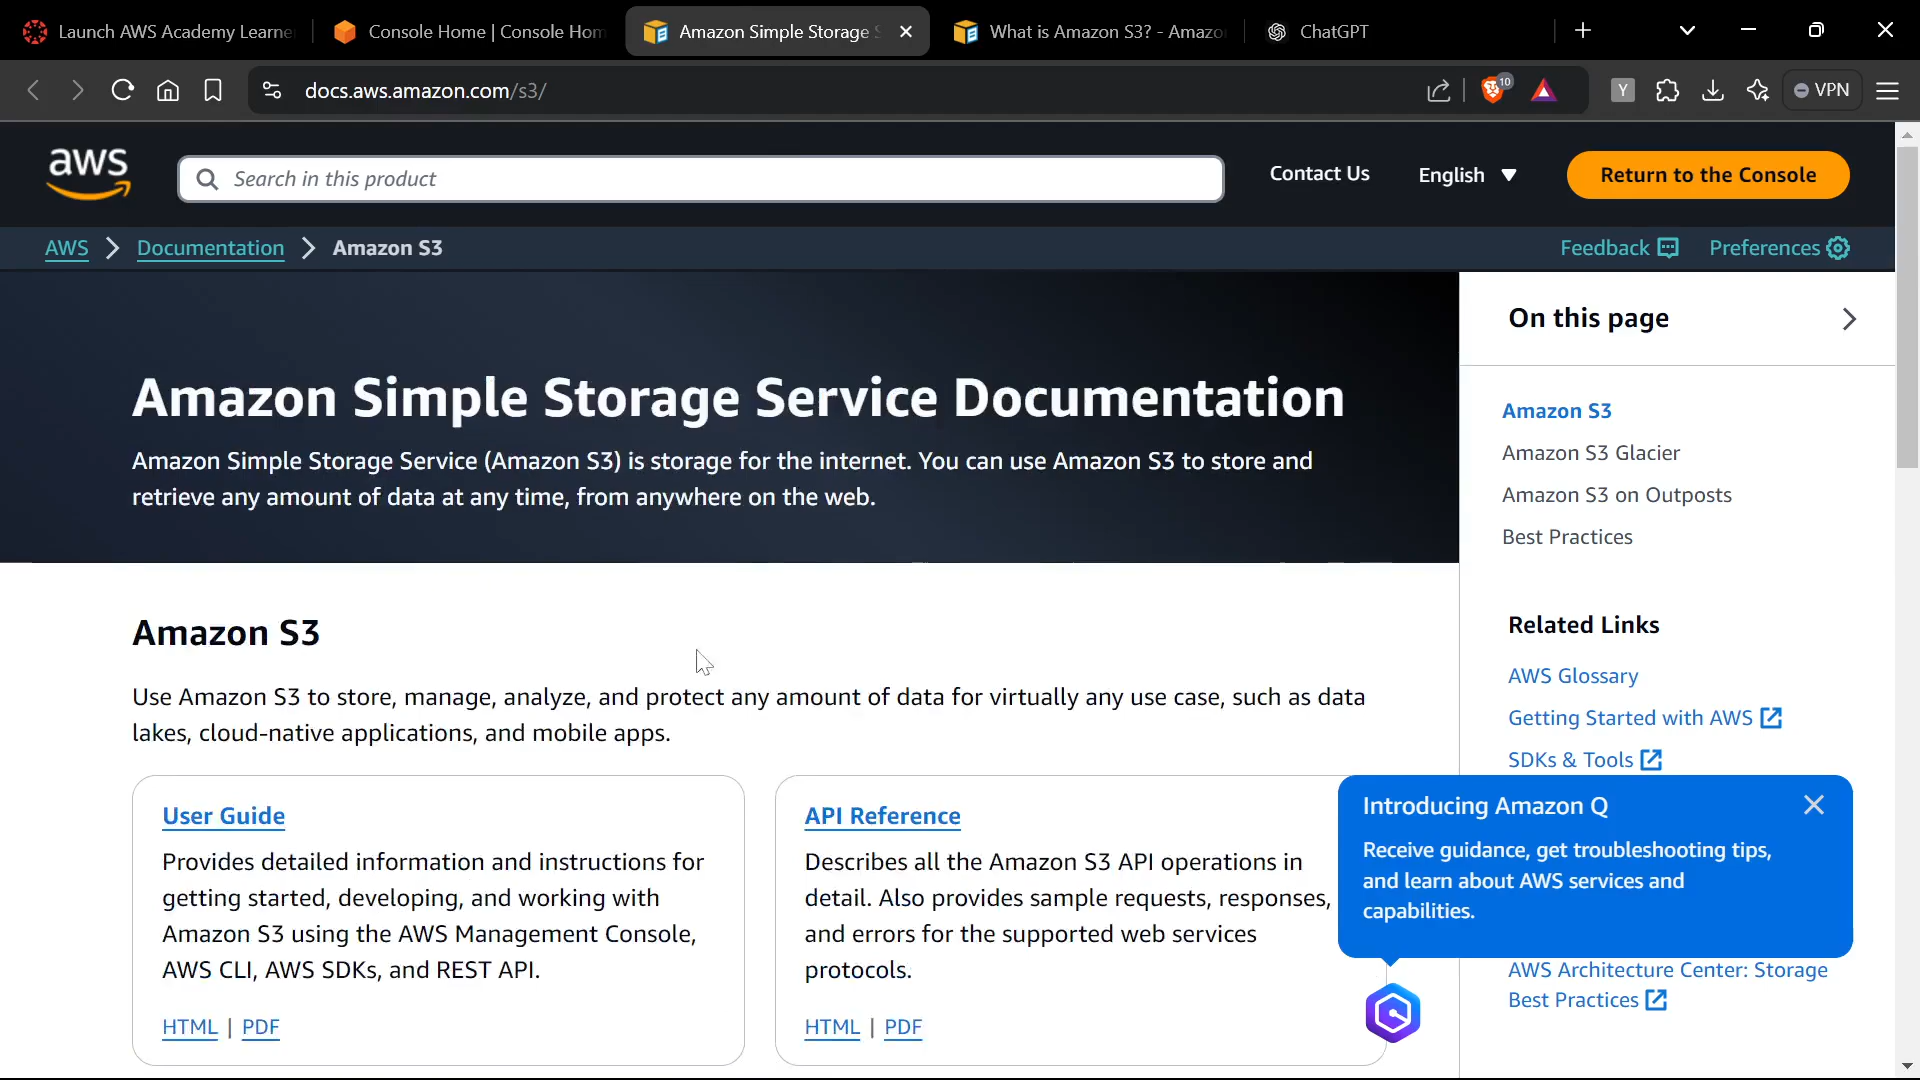 Launch AWS Academy Learne
Console Home | Console Hom
Amazon Simple Storage S
What is Amazon S3? - Amazo
ChatGPT
docs.aws.amazon.com/s3/
10
Y
VPN
aws
Search in this product
Contact Us
English
Return to the Console
AWS
Documentation
Amazon S3
Feedback
Preferences
Amazon Simple Storage Service Documentation
Amazon Simple Storage Service (Amazon S3) is storage for the internet. You can use Amazon S3 to store and
retrieve any amount of data at any time, from anywhere on the web.
Amazon S3
Use Amazon S3 to store, manage, analyze, and protect any amount of data for virtually any use case, such as data
lakes, cloud-native applications, and mobile apps.
User Guide
Provides detailed information and instructions for
getting started, developing, and working with
Amazon S3 using the AWS Management Console,
AWS CLI, AWS SDKs, and REST API.
HTML | PDF
API Reference
Describes all the Amazon S3 API operations in
detail. Also provides sample requests, responses,
and errors for the supported web services
protocols.
HTML | PDF
On this page
Amazon S3
Amazon S3 Glacier
Amazon S3 on Outposts
Best Practices
Related Links
AWS Glossary
Getting Started with AWS
SDKs & Tools
Introducing Amazon Q
Receive guidance, get troubleshooting tips,
and learn about AWS services and
capabilities.
AWS Architecture Center: Storage
Best Practices